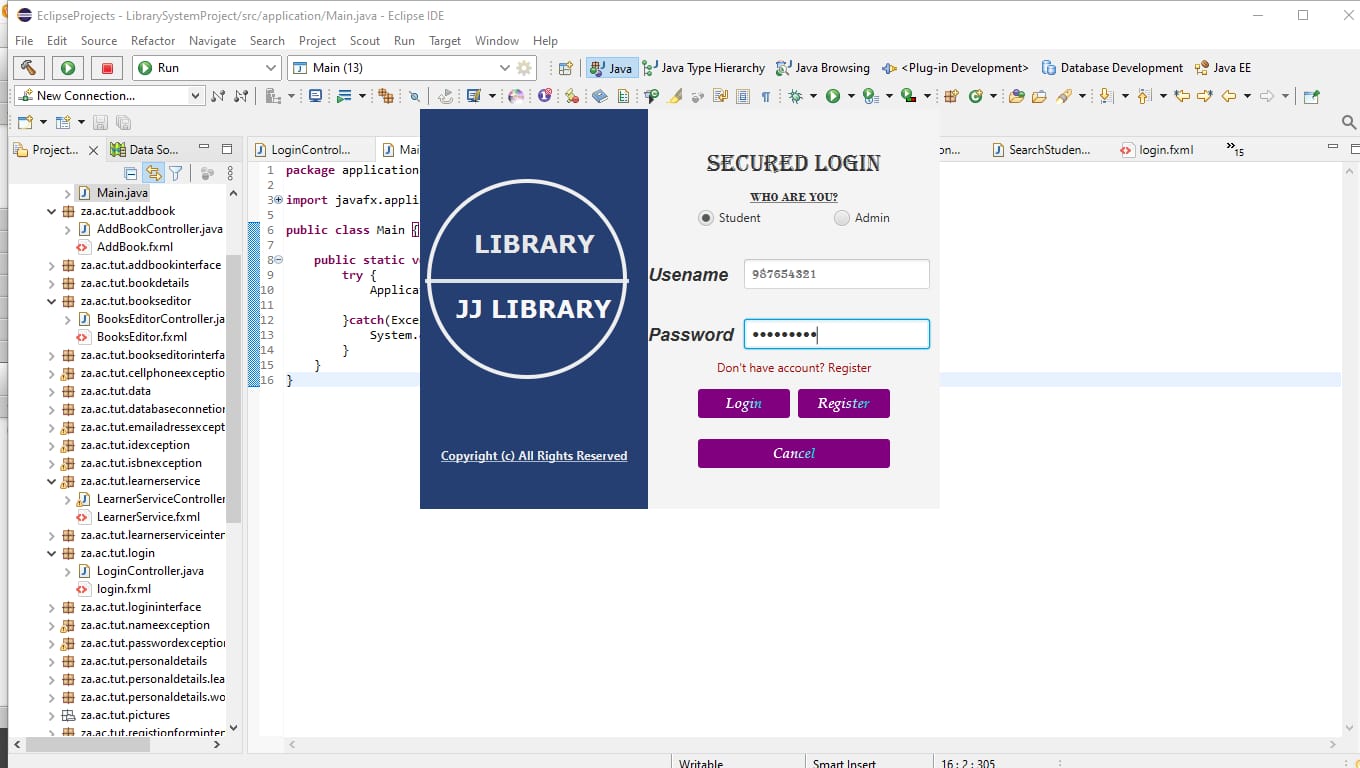 EclipseProjects - LibrarySystemProject/src/application/Main.java - Eclipse IDE
File Edit Source Refactor Navigate Search Project Scout Run Target Window Help
Run Main (13) Java Java Type Hierarchy Java Browsing <Plug-in Development> Database Development Java EE
New Connection...
Project... Data So...
LoginControl... Mai on... SearchStuden... login.fxml »15
Main.java
za.ac.tut.addbook
AddBookController.java
AddBook.fxml
za.ac.tut.addbookinterface
za.ac.tut.bookdetails
za.ac.tut.bookseditor
BooksEditorController.ja
BooksEditor.fxml
za.ac.tut.bookseditorinterfa
za.ac.tut.cellphoneexceptio
za.ac.tut.data
za.ac.tut.databaseconnetion
za.ac.tut.emailadressexcept
za.ac.tut.idexception
za.ac.tut.isbnexception
za.ac.tut.learnerservice
LearnerServiceController
LearnerService.fxml
za.ac.tut.learnerserviceinter
za.ac.tut.login
LoginController.java
login.fxml
za.ac.tut.logininterface
za.ac.tut.nameexception
za.ac.tut.passwordexception
za.ac.tut.personaldetails
za.ac.tut.personaldetails.lea
za.ac.tut.personaldetails.wo
za.ac.tut.pictures
za.ac.tut.registionforminter
1 package application
2
3 import javafx.appli
5
6 public class Main {
7
8 public static v
9 try {
10 Applica
11
12 }catch(Exce
13 System.
14 }
15 }
16 }
LIBRARY
JJ LIBRARY
Copyright (c) All Rights Reserved
SECURED LOGIN
WHO ARE YOU?
Student Admin
Usename 987654321
Password •••••••••
Don't have account? Register
Login Register
Cancel
Writable Smart Insert 16 : 2 : 305